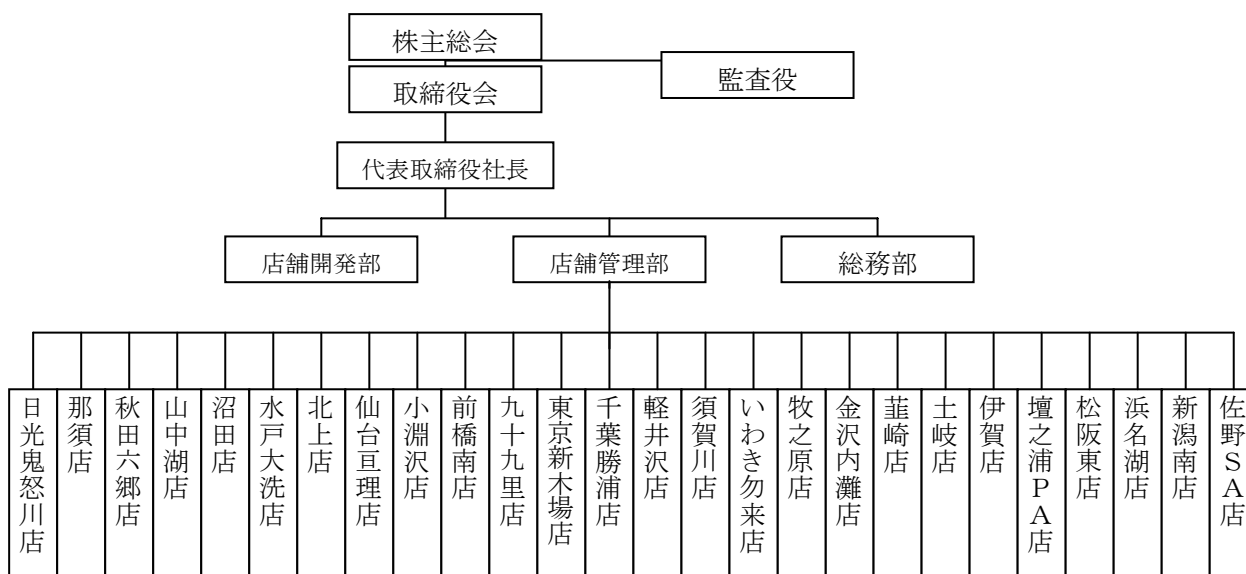 株主総会
監査役
取締役会
代表取締役社長
店舗開発部
店舗管理部
総務部
日光鬼怒川店
那須店
秋田六郷店
山中湖店
沼田店
水戸大洗店
北上店
仙台亘理店
小淵沢店
前橋南店
九十九里店
東京新木場店
千葉勝浦店
軽井沢店
須賀川店
いわき勿来店
牧之原店
金沢内灘店
韮崎店
土岐店
伊賀店
壇之浦PA店
松阪東店
浜名湖店
新潟南店
佐野SA店